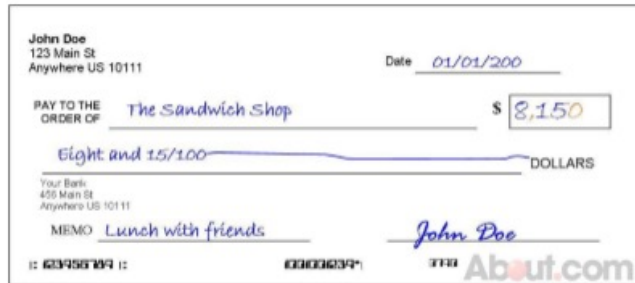 John Doe
123 Main St
Anywhere US 10111
Date 01/01/200
PAY TO THE
ORDER OF The Sandwich Shop $ 8,150
Eight and 15/100 DOLLARS
Your Bank
456 Main St
Anywhere US 10111
MEMO Lunch with friends John Doe
About.com